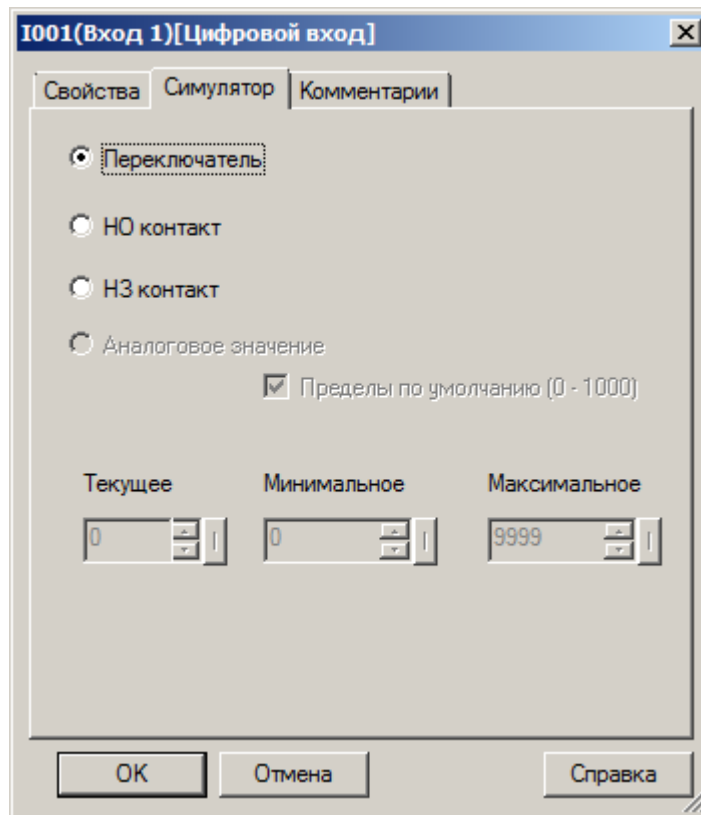 I001(Вход 1)[Цифровой вход]
Свойства Симулятор Комментарии
Переключатель
НО контакт
НЗ контакт
Аналоговое значение
Пределы по умолчанию (0 - 1000)
Текущее Минимальное Максимальное
0 0 9999
OK Отмена Справка